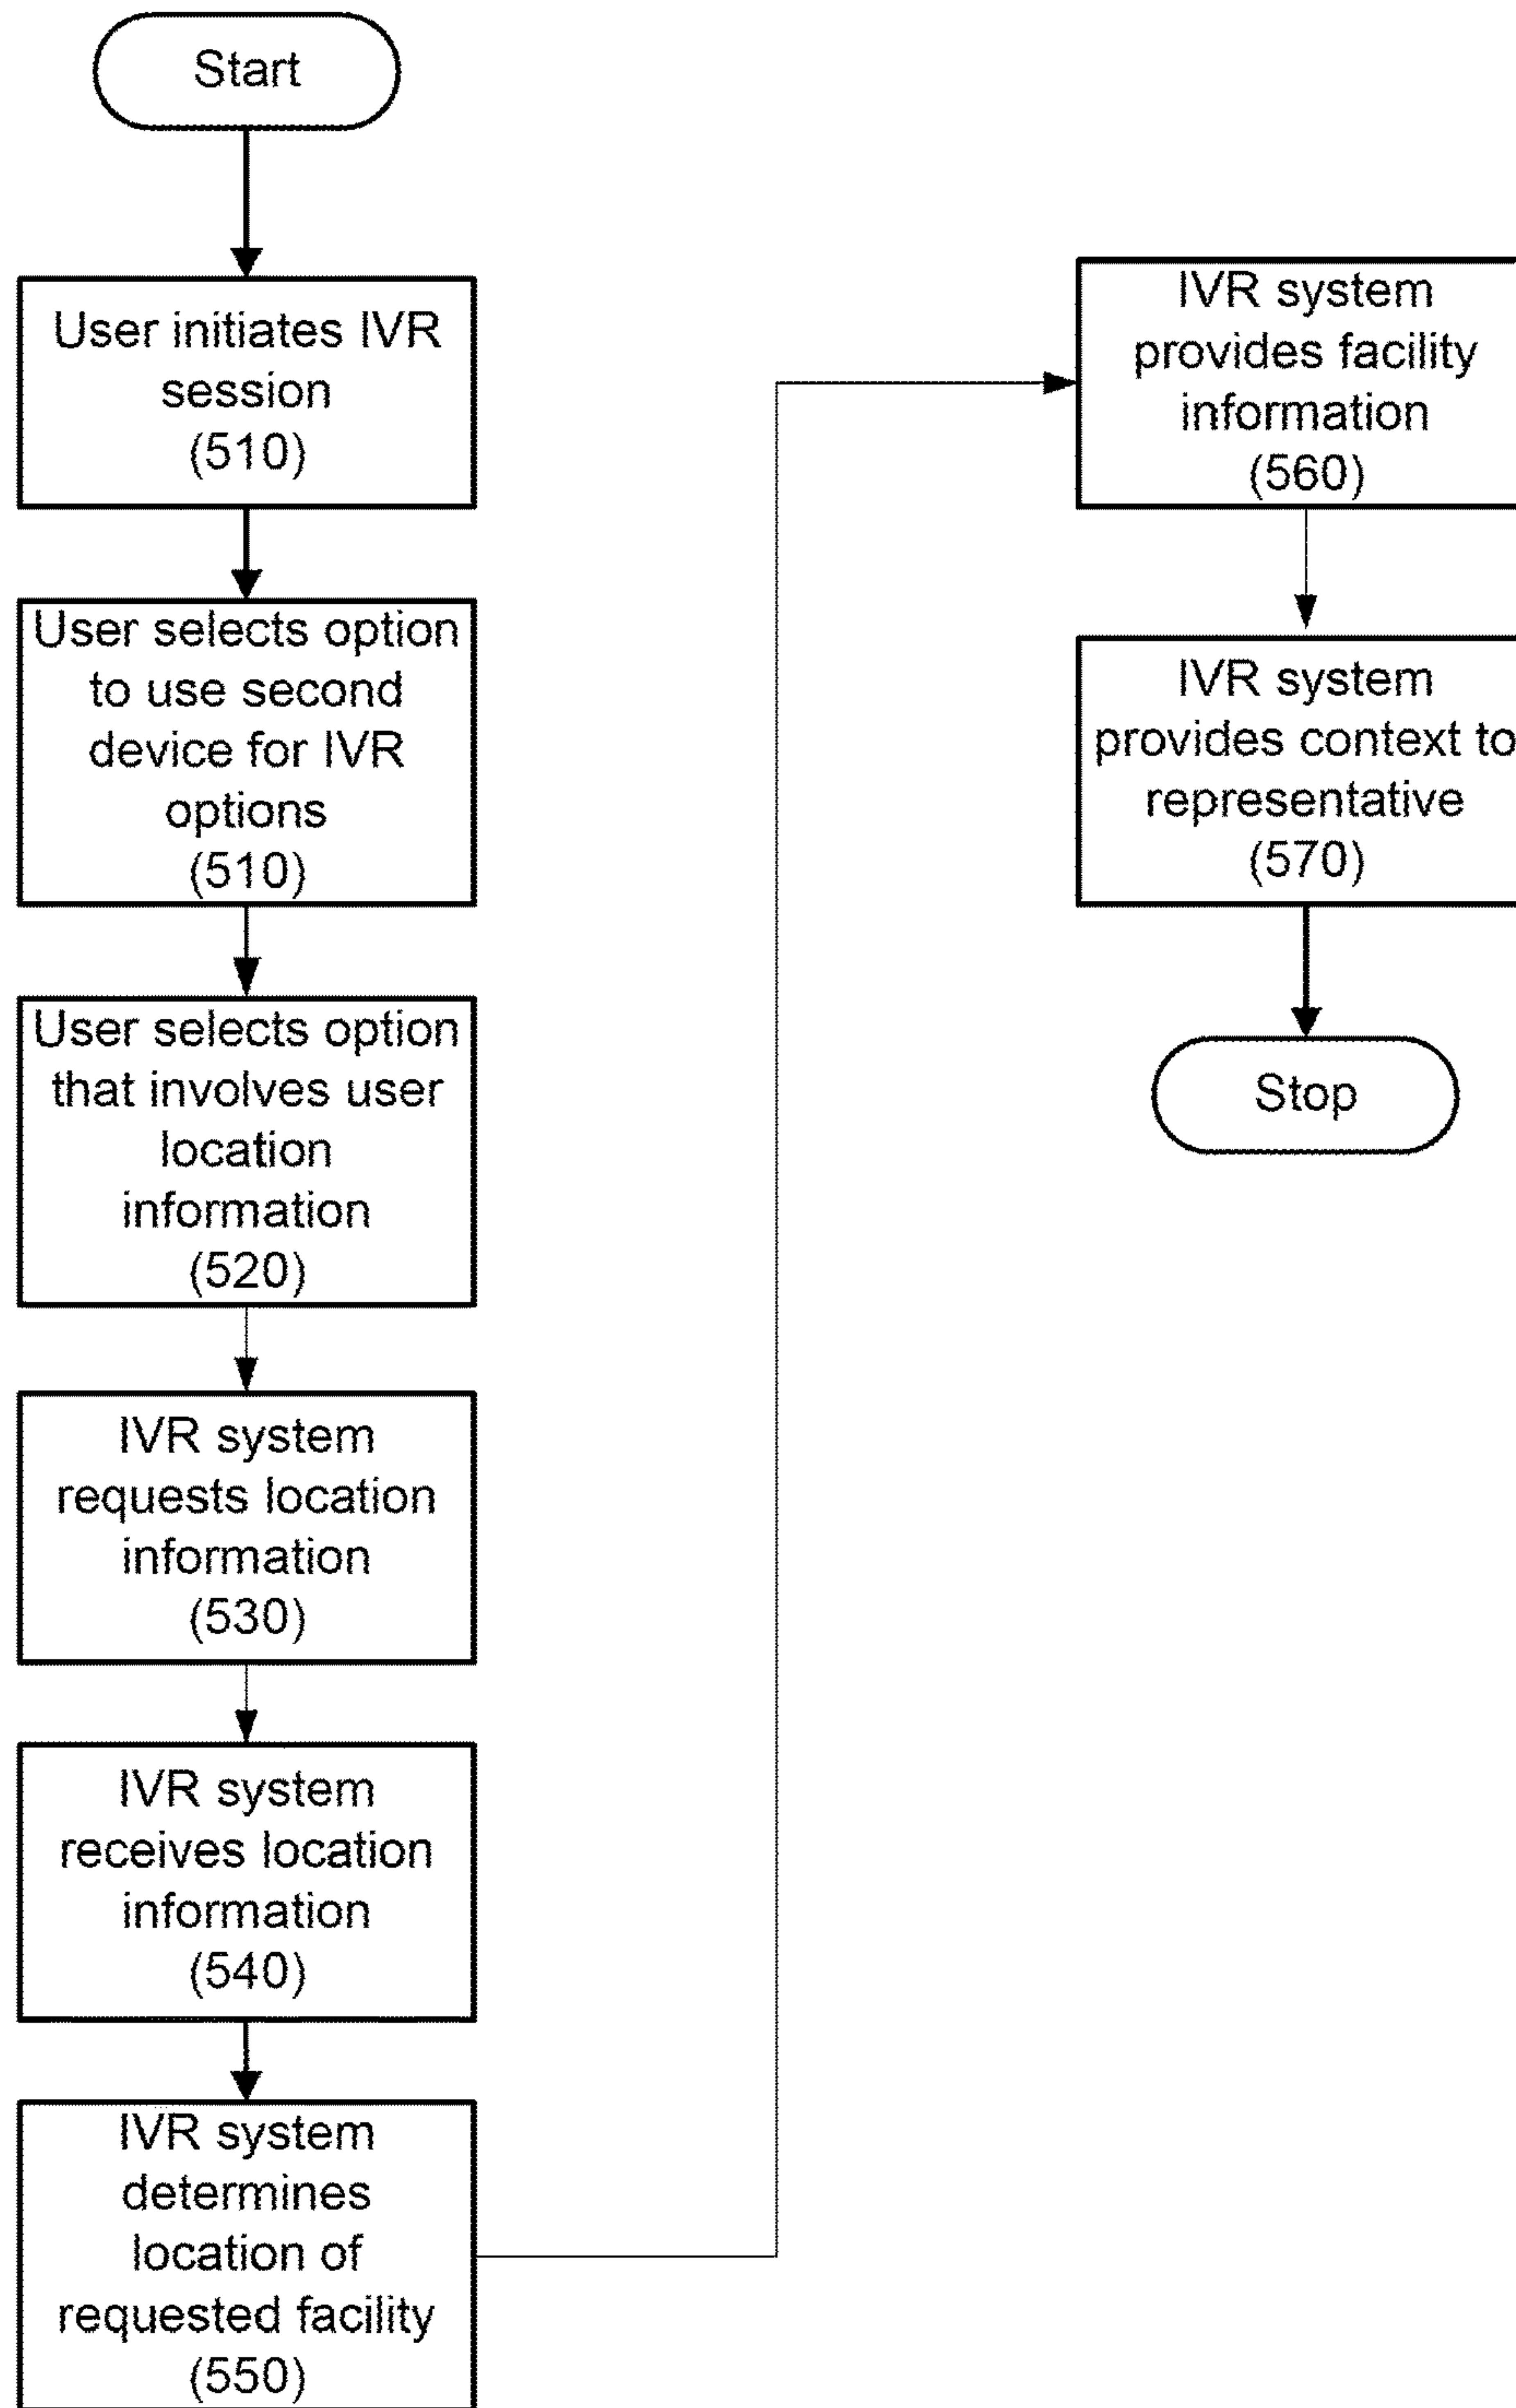 Start
User initiates IVR
session
(510)
User selects option
to use second
device for IVR
options
(510)
User selects option
that involves user
location
information
(520)
IVR system
requests location
information
(530)
IVR system
receives location
information
(540)
IVR system
determines
location of
requested facility
(550)
IVR system
provides facility
information
(560)
IVR system
provides context to
representative
(570)
Stop